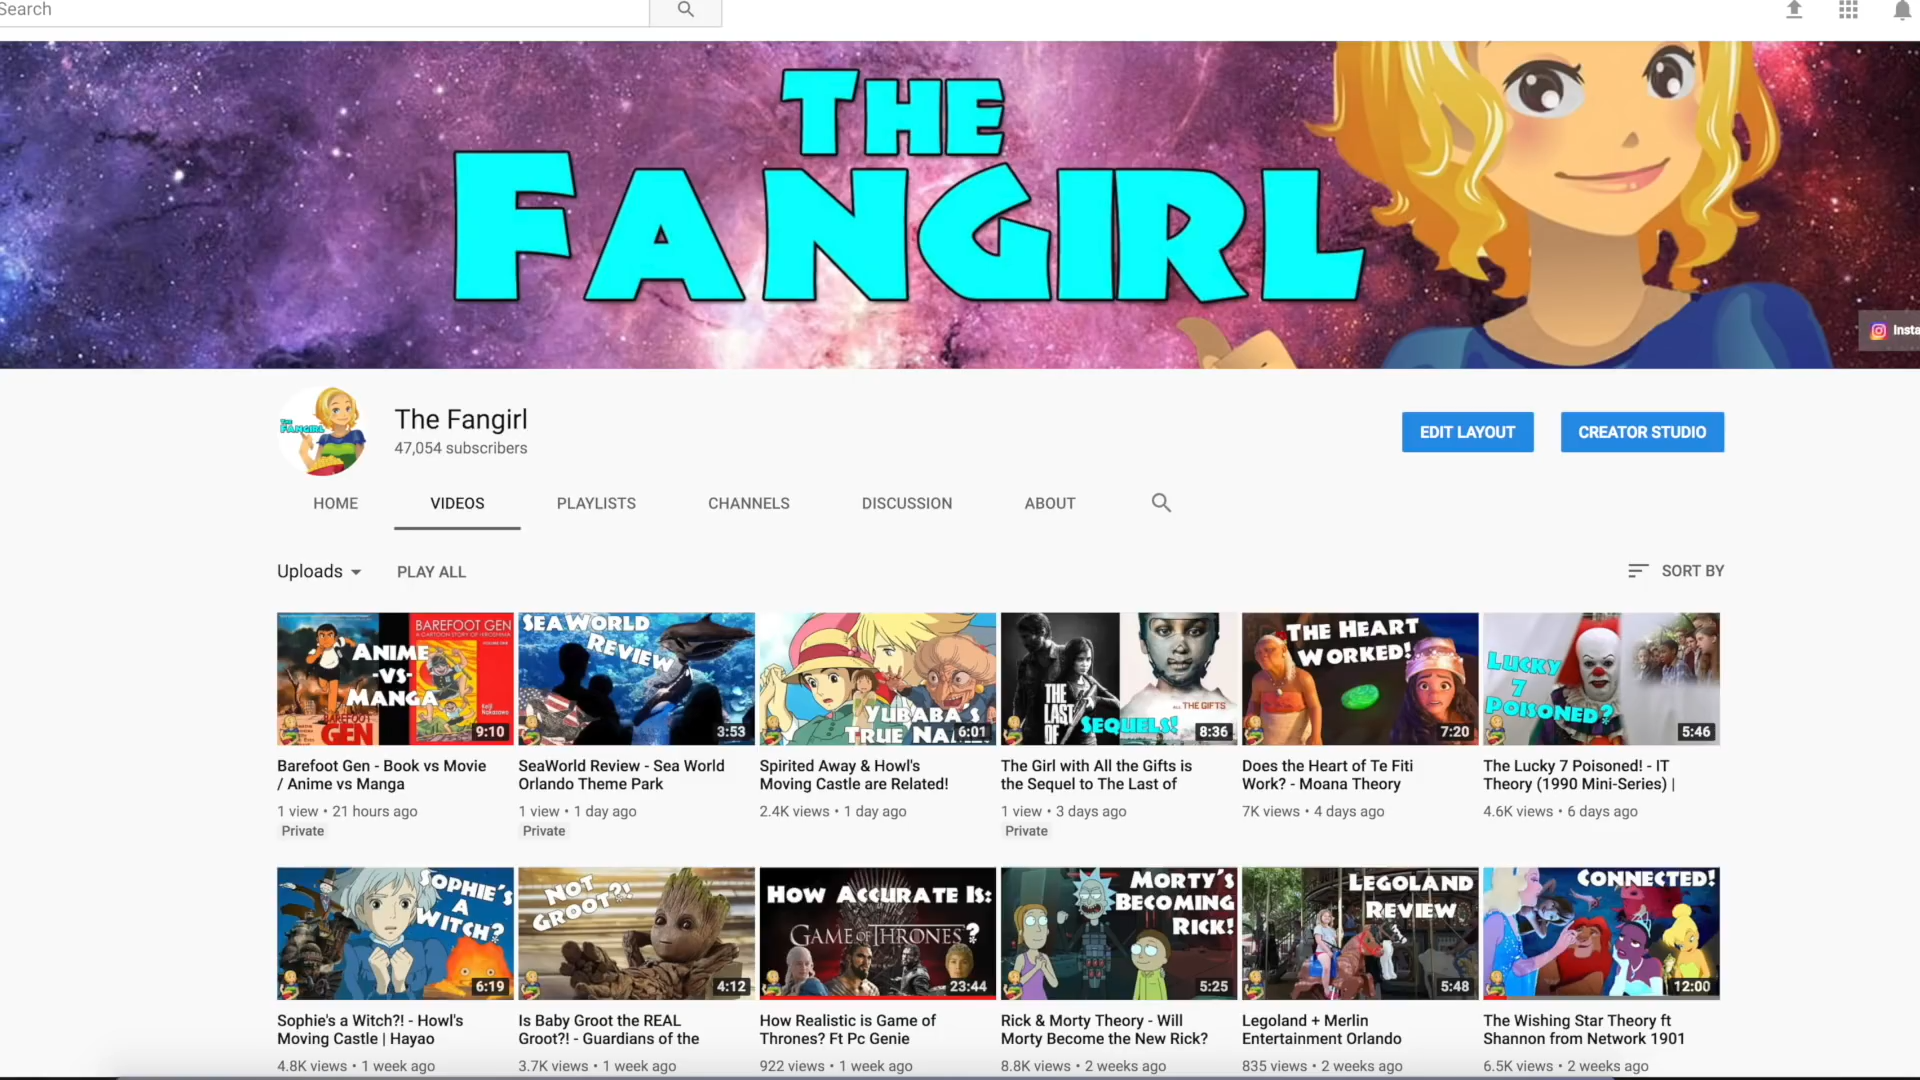 Search
THE
FANGIRL
Insta
THE
FANGIRL
The Fangirl
47,054 subscribers
EDIT LAYOUT
CREATOR STUDIO
HOME
VIDEOS
PLAYLISTS
CHANNELS
DISCUSSION
ABOUT
Uploads
PLAY ALL
SORT BY
BAREFOOT GEN
A CARTOON STORY OF HIROSHIMA
ANIME
-VS-
MANGA
Keiji
Nakazawa
BAREFOOT
GEN
9:10
SEAWORLD
REVIEW
3:53
YUBABA'S
TRUE NA
6:01
THE
LAST
OF
ALL THE GIFTS
SEQUELS!
8:36
THE HEART
WORKED!
7:20
LUCKY
7
POISONED?
5:46
Barefoot Gen - Book vs Movie
/ Anime vs Manga
1 view • 21 hours ago
Private
SeaWorld Review - Sea World
Orlando Theme Park
1 view • 1 day ago
Private
Spirited Away & Howl's
Moving Castle are Related!
2.4K views • 1 day ago
The Girl with All the Gifts is
the Sequel to The Last of
1 view • 3 days ago
Private
Does the Heart of Te Fiti
Work? - Moana Theory
7K views • 4 days ago
The Lucky 7 Poisoned! - IT
Theory (1990 Mini-Series) |
4.6K views • 6 days ago
SOPHIE'S
A
WITCH?
6:19
NOT
GROOT?!
4:12
HOW ACCURATE IS:
GAME OF THRONES?
23:44
MORTY'S
BECOMING
RICK!
5:25
LEGOLAND
REVIEW
5:48
CONNECTED!
12:00
Sophie's a Witch?! - Howl's
Moving Castle | Hayao
4.8K views • 1 week ago
Is Baby Groot the REAL
Groot?! - Guardians of the
3.7K views • 1 week ago
How Realistic is Game of
Thrones? Ft Pc Genie
922 views • 1 week ago
Rick & Morty Theory - Will
Morty Become the New Rick?
8.8K views • 2 weeks ago
Legoland + Merlin
Entertainment Orlando
835 views • 2 weeks ago
The Wishing Star Theory ft
Shannon from Network 1901
6.5K views • 2 weeks ago